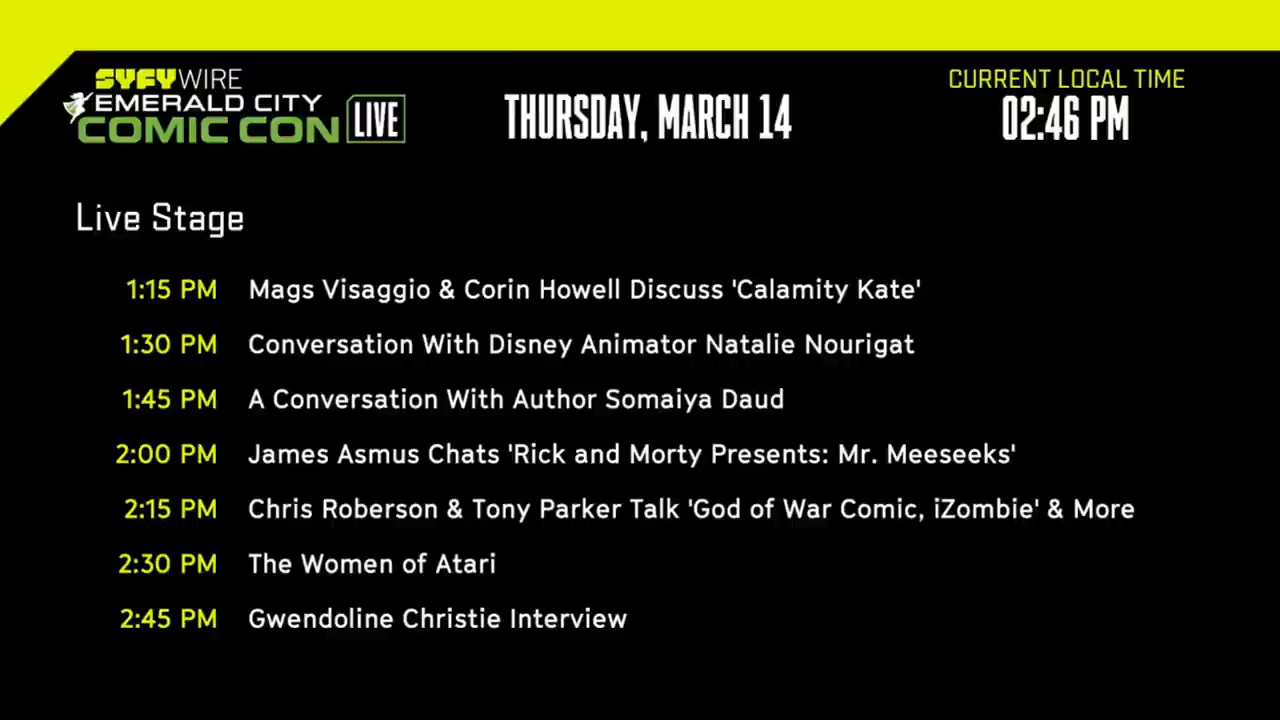 SYFY WIRE
EMERALD CITY
COMIC CON LIVE
THURSDAY, MARCH 14
CURRENT LOCAL TIME
02:46 PM
Live Stage
1:15 PM Mags Visaggio & Corin Howell Discuss 'Calamity Kate'
1:30 PM Conversation With Disney Animator Natalie Nourigat
1:45 PM A Conversation With Author Somaiya Daud
2:00 PM James Asmus Chats 'Rick and Morty Presents: Mr. Meeseeks'
2:15 PM Chris Roberson & Tony Parker Talk 'God of War Comic, iZombie' & More
2:30 PM The Women of Atari
2:45 PM Gwendoline Christie Interview